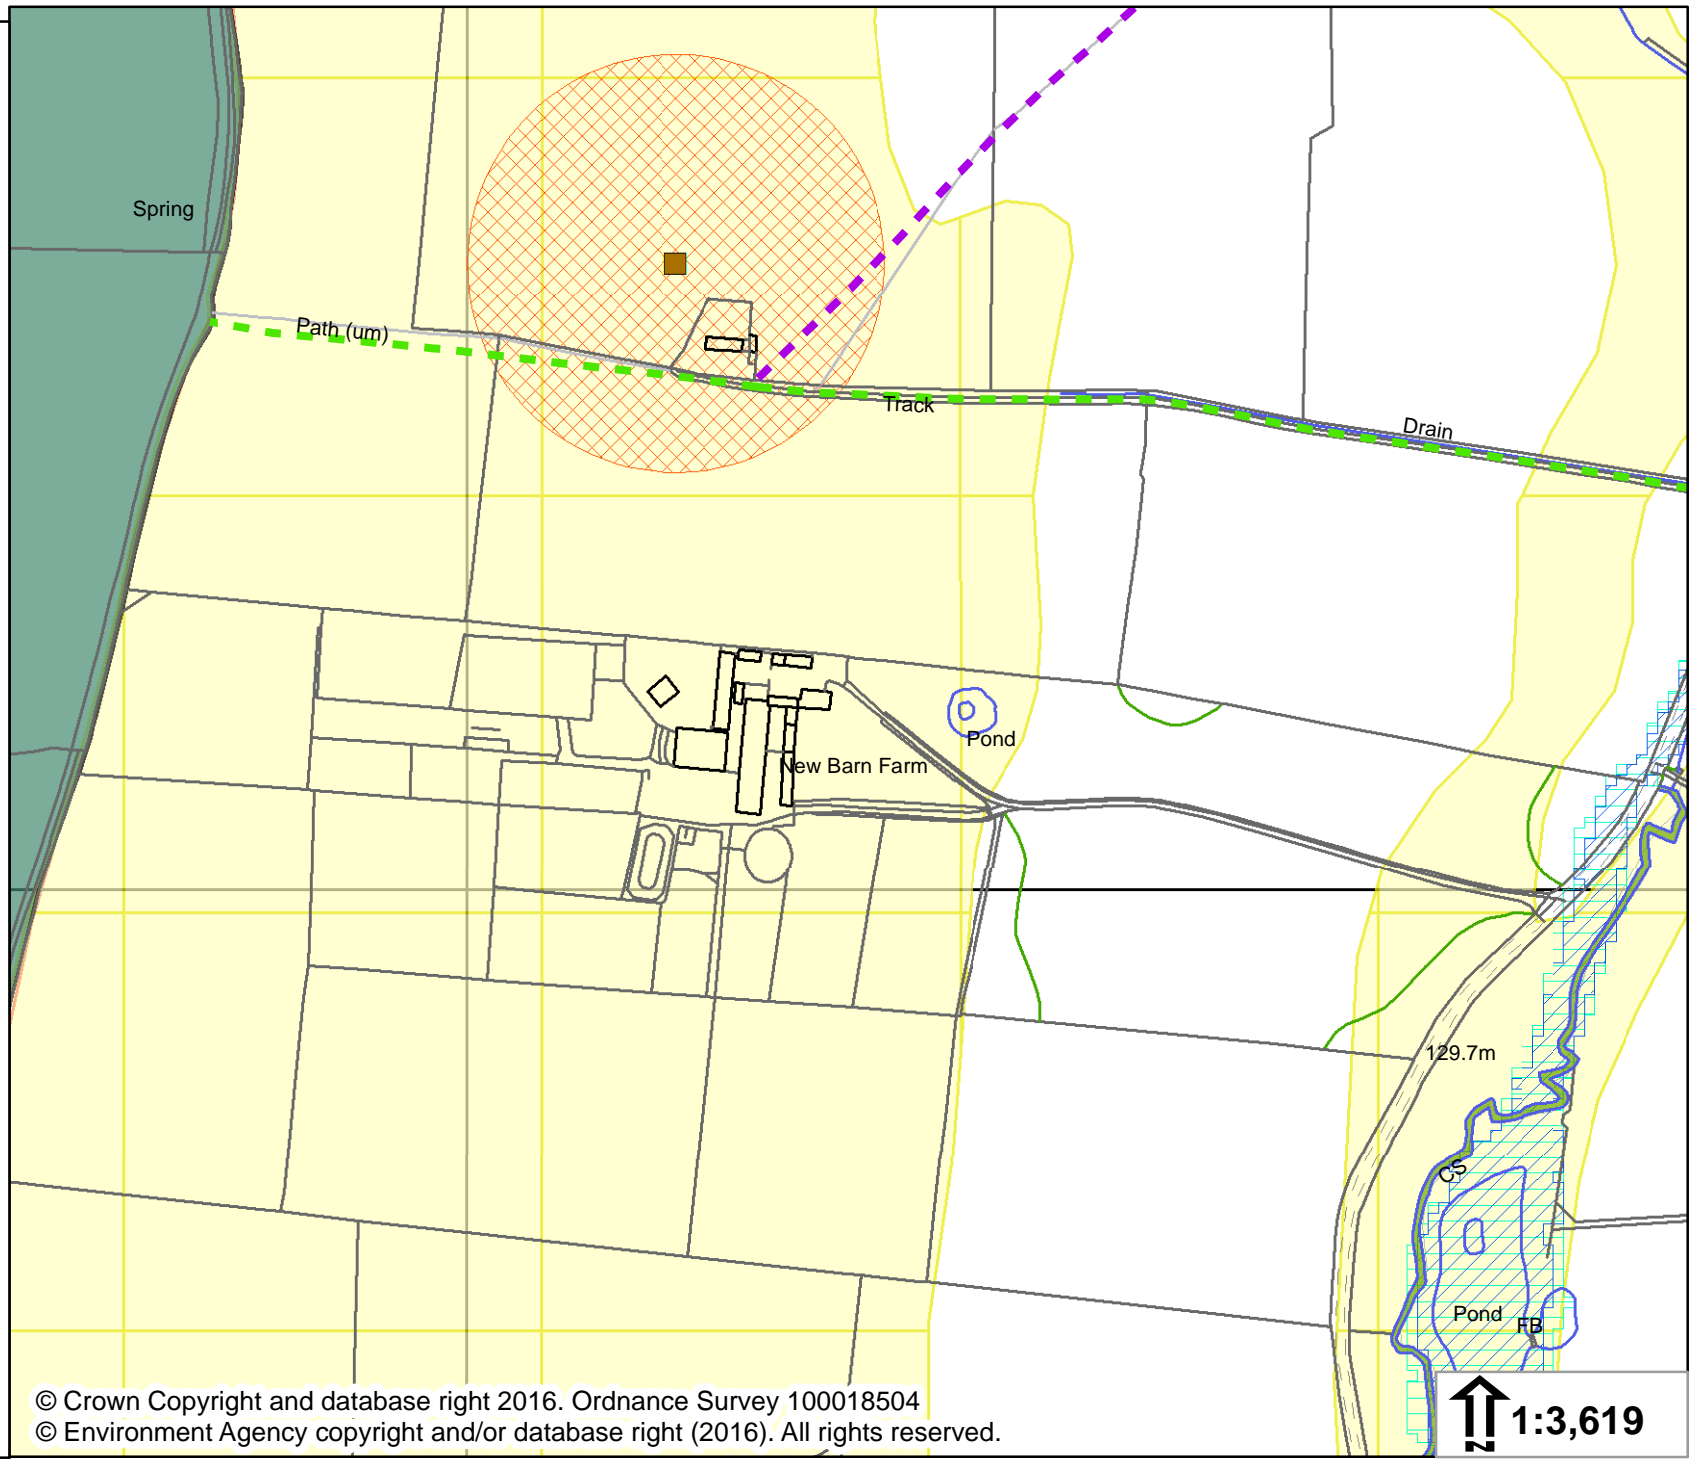 Spring
Path (um)
Track
Drain
Pond
New Barn Farm
129.7m
CS
Pond
FB
© Crown Copyright and database right 2016. Ordnance Survey 100018504
© Environment Agency copyright and/or database right (2016). All rights reserved.
N
1:3,619